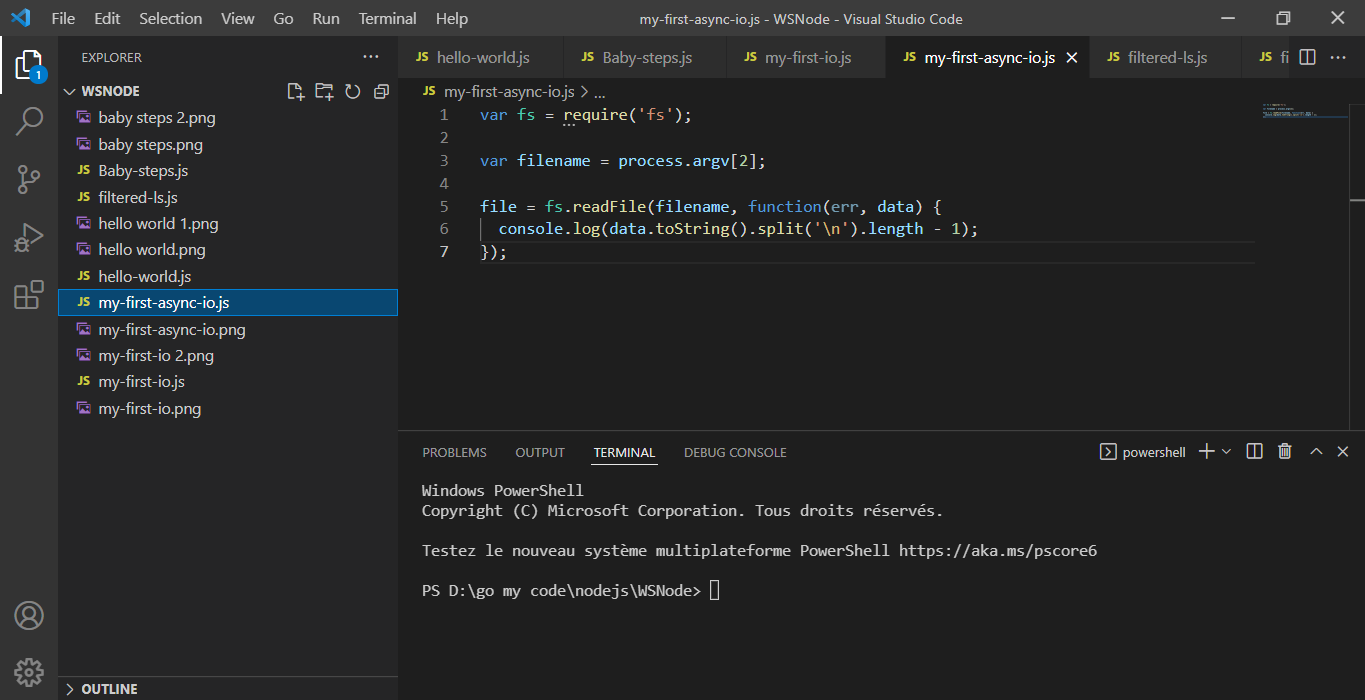 File Edit Selection View Go Run Terminal Help
my-first-async-io.js - WSNode - Visual Studio Code
1
EXPLORER
WSNODE
baby steps 2.png
baby steps.png
JS Baby-steps.js
JS filtered-ls.js
hello world 1.png
hello world.png
JS hello-world.js
JS my-first-async-io.js
my-first-async-io.png
my-first-io 2.png
JS my-first-io.js
my-first-io.png
OUTLINE
JS hello-world.js JS Baby-steps.js JS my-first-io.js JS my-first-async-io.js JS filtered-ls.js JS fi
JS my-first-async-io.js > ...
1 var fs = require('fs');
2
3 var filename = process.argv[2];
4
5 file = fs.readFile(filename, function(err, data) {
6 console.log(data.toString().split('\n').length - 1);
7 });
PROBLEMS OUTPUT TERMINAL DEBUG CONSOLE powershell
Windows PowerShell
Copyright (C) Microsoft Corporation. Tous droits réservés.
Testez le nouveau système multiplateforme PowerShell https://aka.ms/pscore6
PS D:\go my code\nodejs\WSNode>